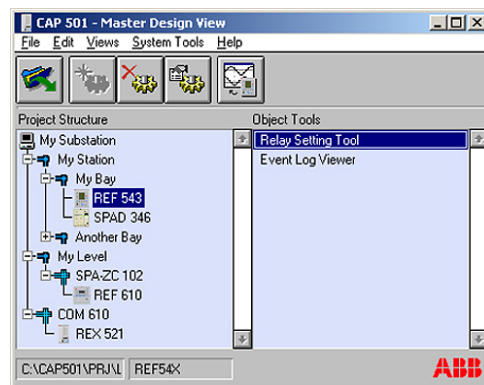 CAP 501 - Master Design View
File Edit Views System Tools Help
Project Structure
Object Tools
My Substation
My Station
My Bay
REF 543
SPAD 346
Another Bay
My Level
SPA-ZC 102
REF 610
COM 610
REX 521
Relay Setting Tool
Event Log Viewer
C:\CAP501\PRJ\L REF54X
ABB